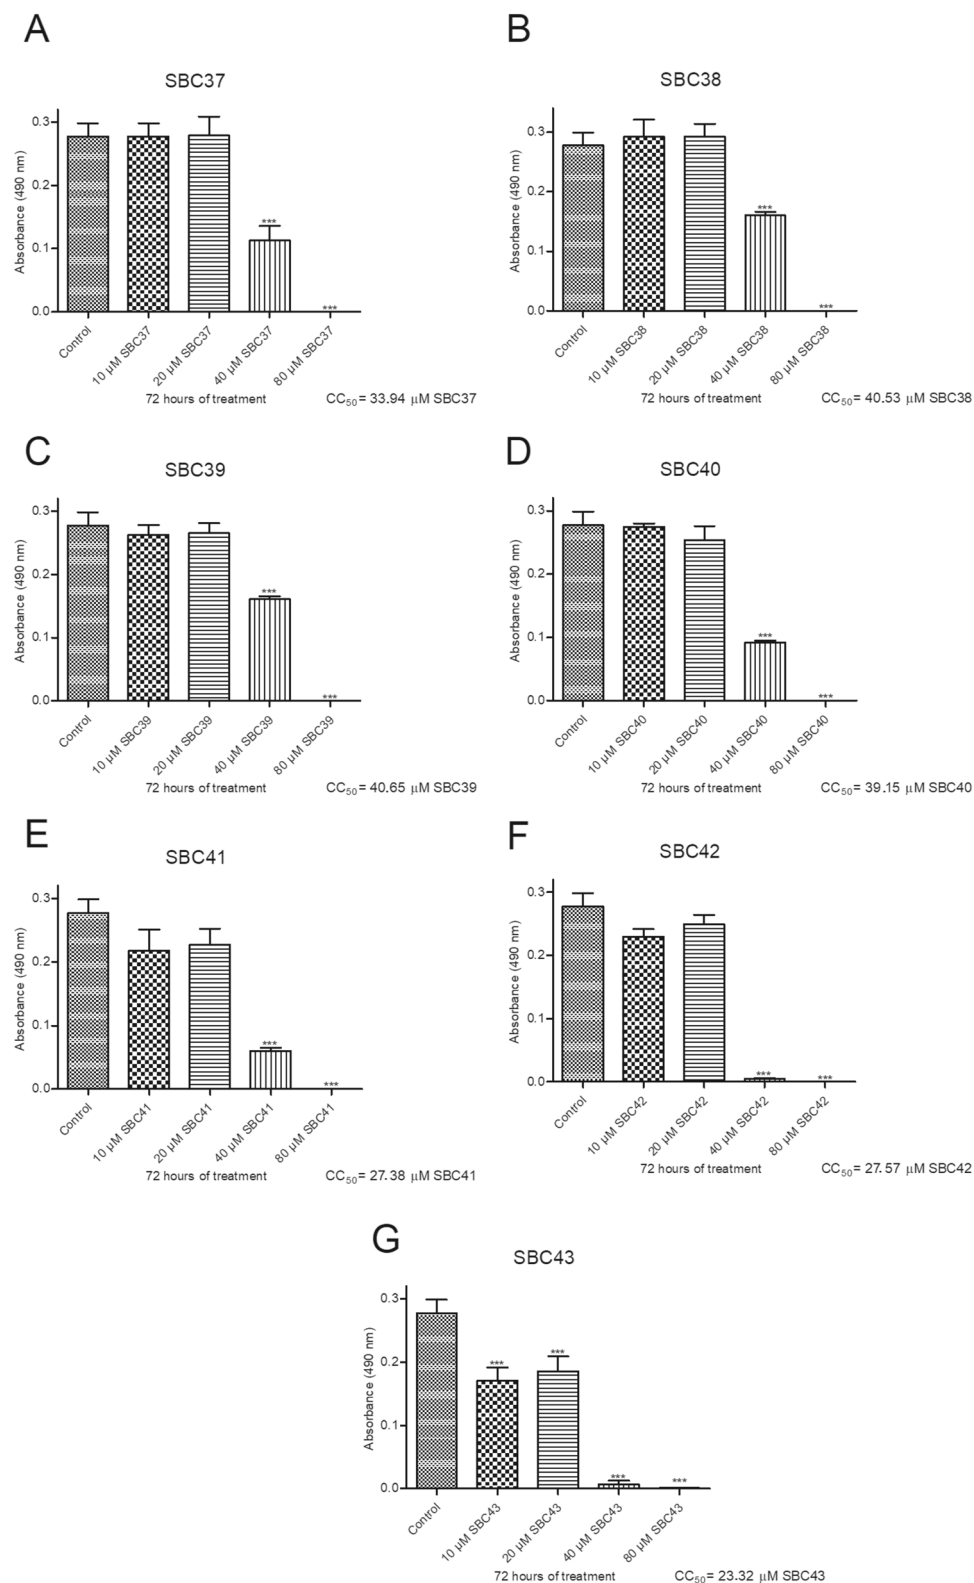 A
SBC37
Absorbance (490 nm)
0.3
0.2
0.1
0.0
***
***
Control
10 µM SBC37
20 µM SBC37
40 µM SBC37
80 µM SBC37
72 hours of treatment
CC50= 33.94 µM SBC37
B
SBC38
Absorbance (490 nm)
0.3
0.2
0.1
0.0
***
***
Control
10 µM SBC38
20 µM SBC38
40 µM SBC38
80 µM SBC38
72 hours of treatment
CC50= 40.53 µM SBC38
C
SBC39
Absorbance (490 nm)
0.3
0.2
0.1
0.0
***
***
Control
10 µM SBC39
20 µM SBC39
40 µM SBC39
80 µM SBC39
72 hours of treatment
CC50= 40.65 µM SBC39
D
SBC40
Absorbance (490 nm)
0.3
0.2
0.1
0.0
***
***
Control
10 µM SBC40
20 µM SBC40
40 µM SBC40
80 µM SBC40
72 hours of treatment
CC50= 39.15 µM SBC40
E
SBC41
Absorbance (490 nm)
0.3
0.2
0.1
0.0
***
***
Control
10 µM SBC41
20 µM SBC41
40 µM SBC41
80 µM SBC41
72 hours of treatment
CC50= 27.38 µM SBC41
F
SBC42
Absorbance (490 nm)
0.3
0.2
0.1
0.0
***
***
Control
10 µM SBC42
20 µM SBC42
40 µM SBC42
80 µM SBC42
72 hours of treatment
CC50= 27.57 µM SBC42
G
SBC43
Absorbance (490 nm)
0.3
0.2
0.1
0.0
***
***
***
***
Control
10 µM SBC43
20 µM SBC43
40 µM SBC43
80 µM SBC43
72 hours of treatment
CC50= 23.32 µM SBC43